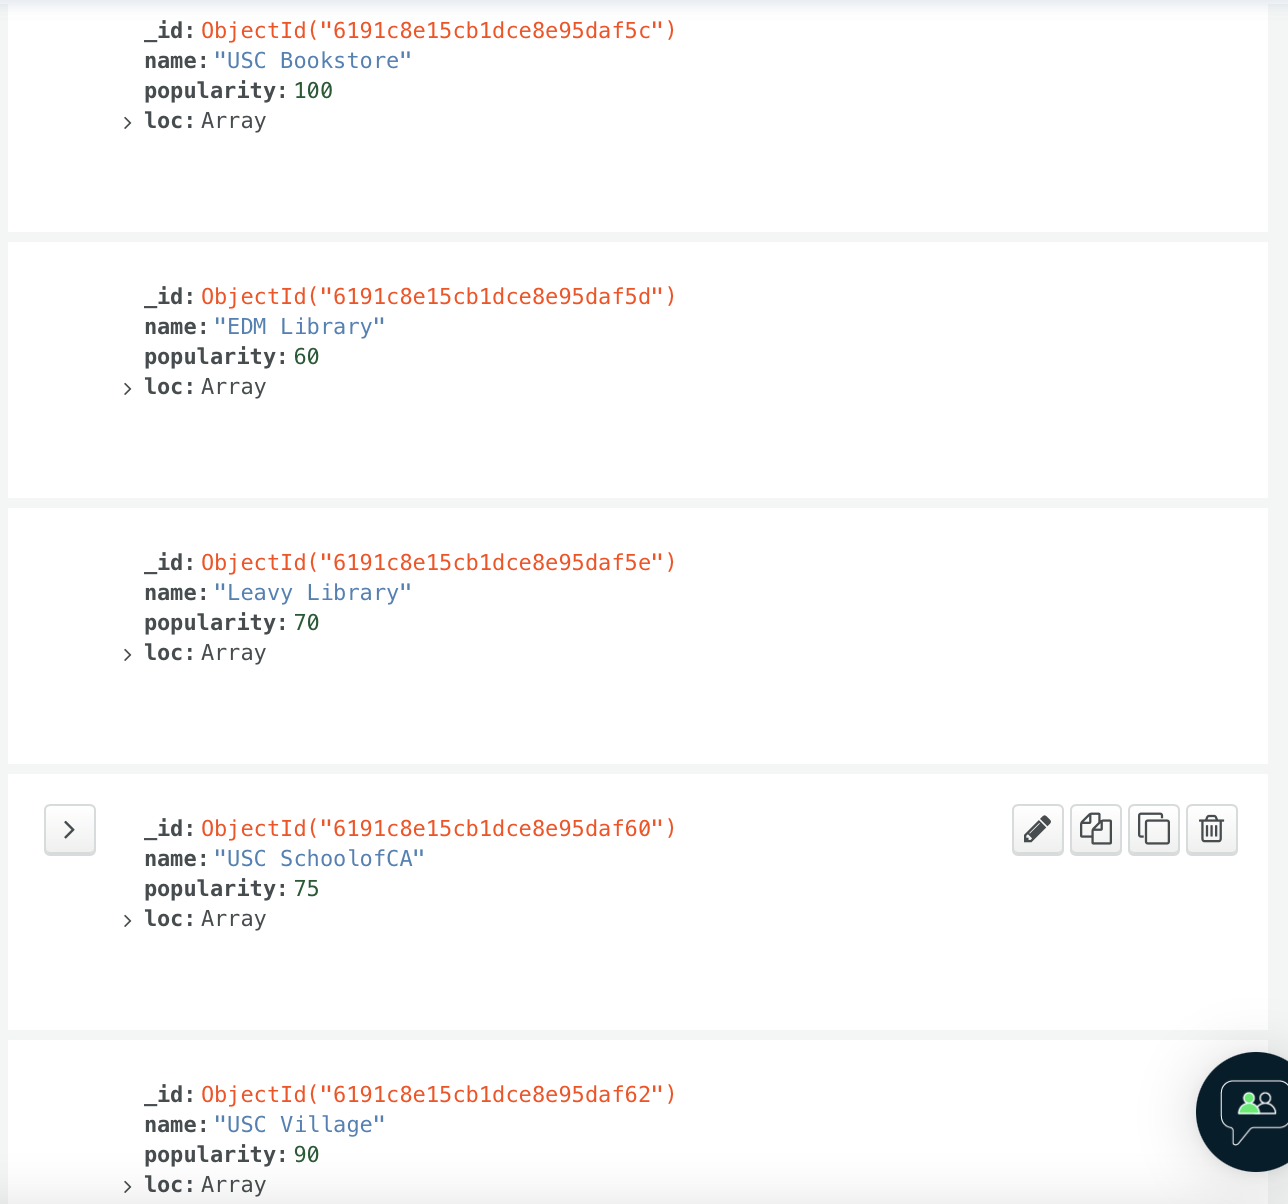 _id: ObjectId("6191c8e15cb1dce8e95daf5c")
name: "USC Bookstore"
popularity: 100
> loc: Array
_id: ObjectId("6191c8e15cb1dce8e95daf5d")
name: "EDM Library"
popularity: 60
> loc: Array
_id: ObjectId("6191c8e15cb1dce8e95daf5e")
name: "Leavy Library"
popularity: 70
> loc: Array
_id: ObjectId("6191c8e15cb1dce8e95daf60")
name: "USC SchoolofCA"
popularity: 75
> loc: Array
_id: ObjectId("6191c8e15cb1dce8e95daf62")
name: "USC Village"
popularity: 90
> loc: Array